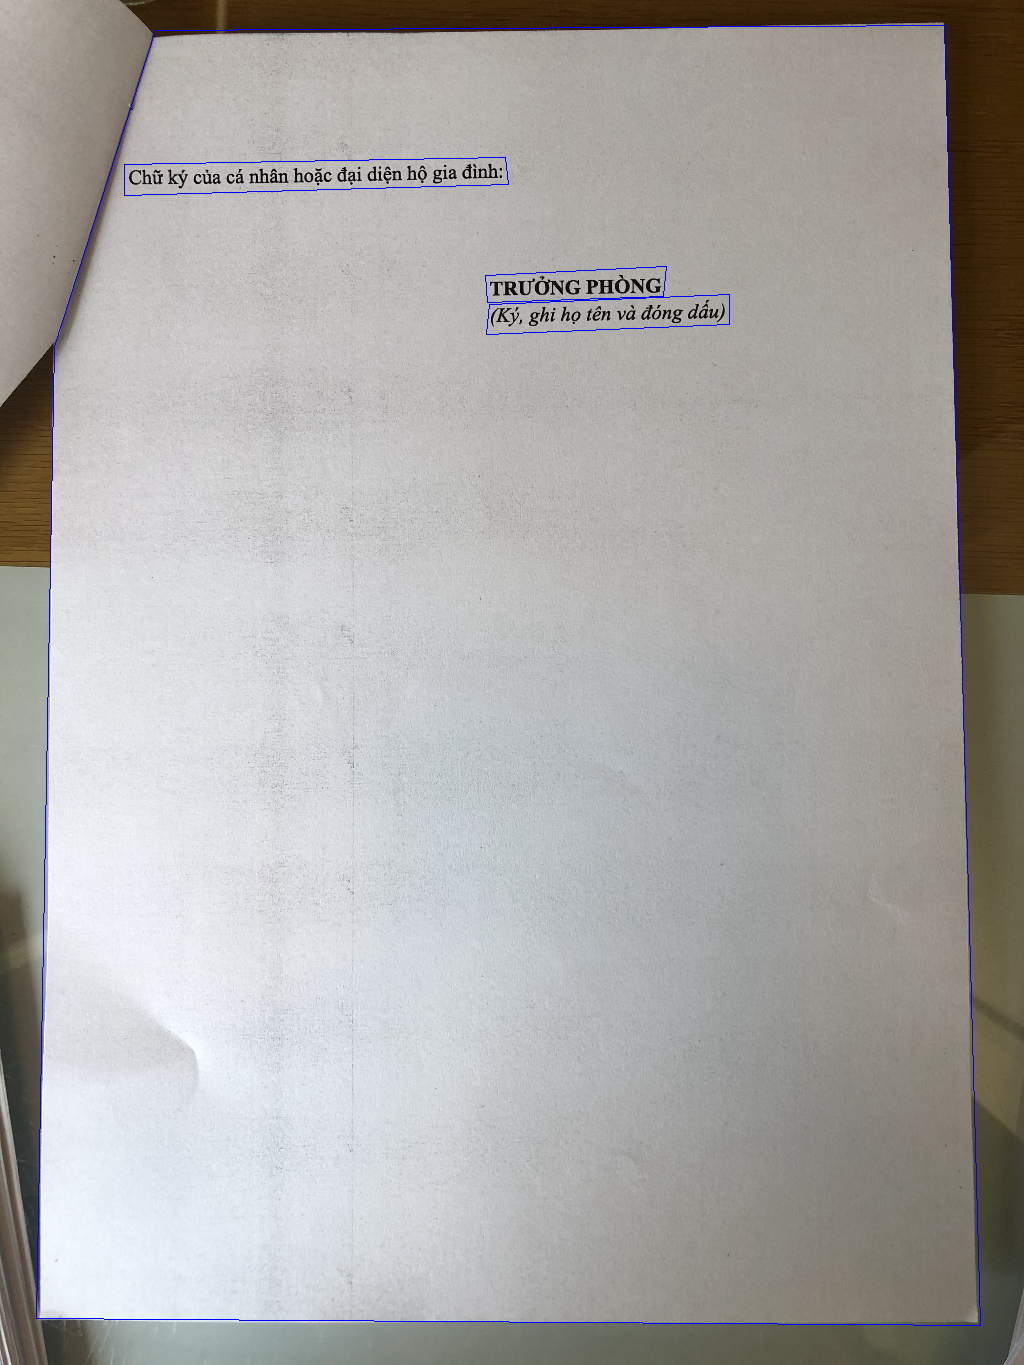 Chữ ký của cá nhân hoặc đại diện hộ gia đình:
TRƯỞNG PHÒNG
(Ký, ghi họ tên và đóng dấu)